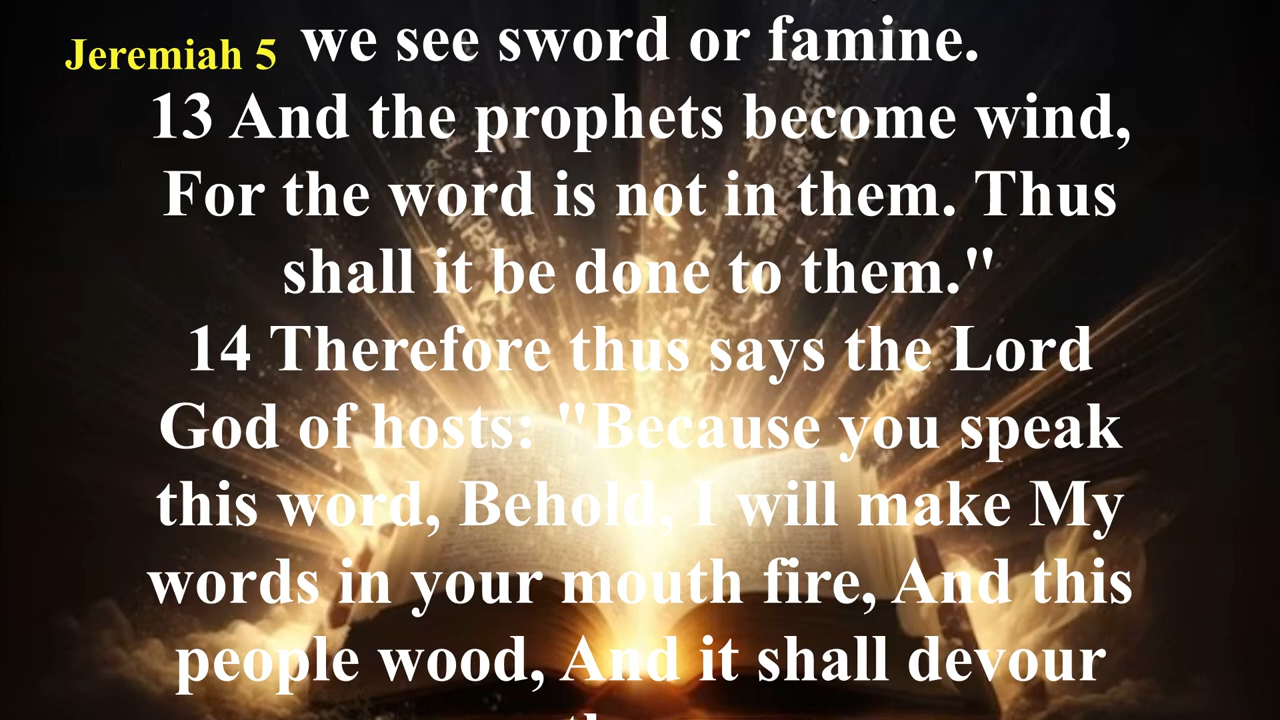 Jeremiah 5
we see sword or famine.
13 And the prophets become wind,
For the word is not in them. Thus
shall it be done to them."
14 Therefore thus says the Lord
God of hosts: "Because you speak
this word, Behold, I will make My
words in your mouth fire, And this
people wood, And it shall devour